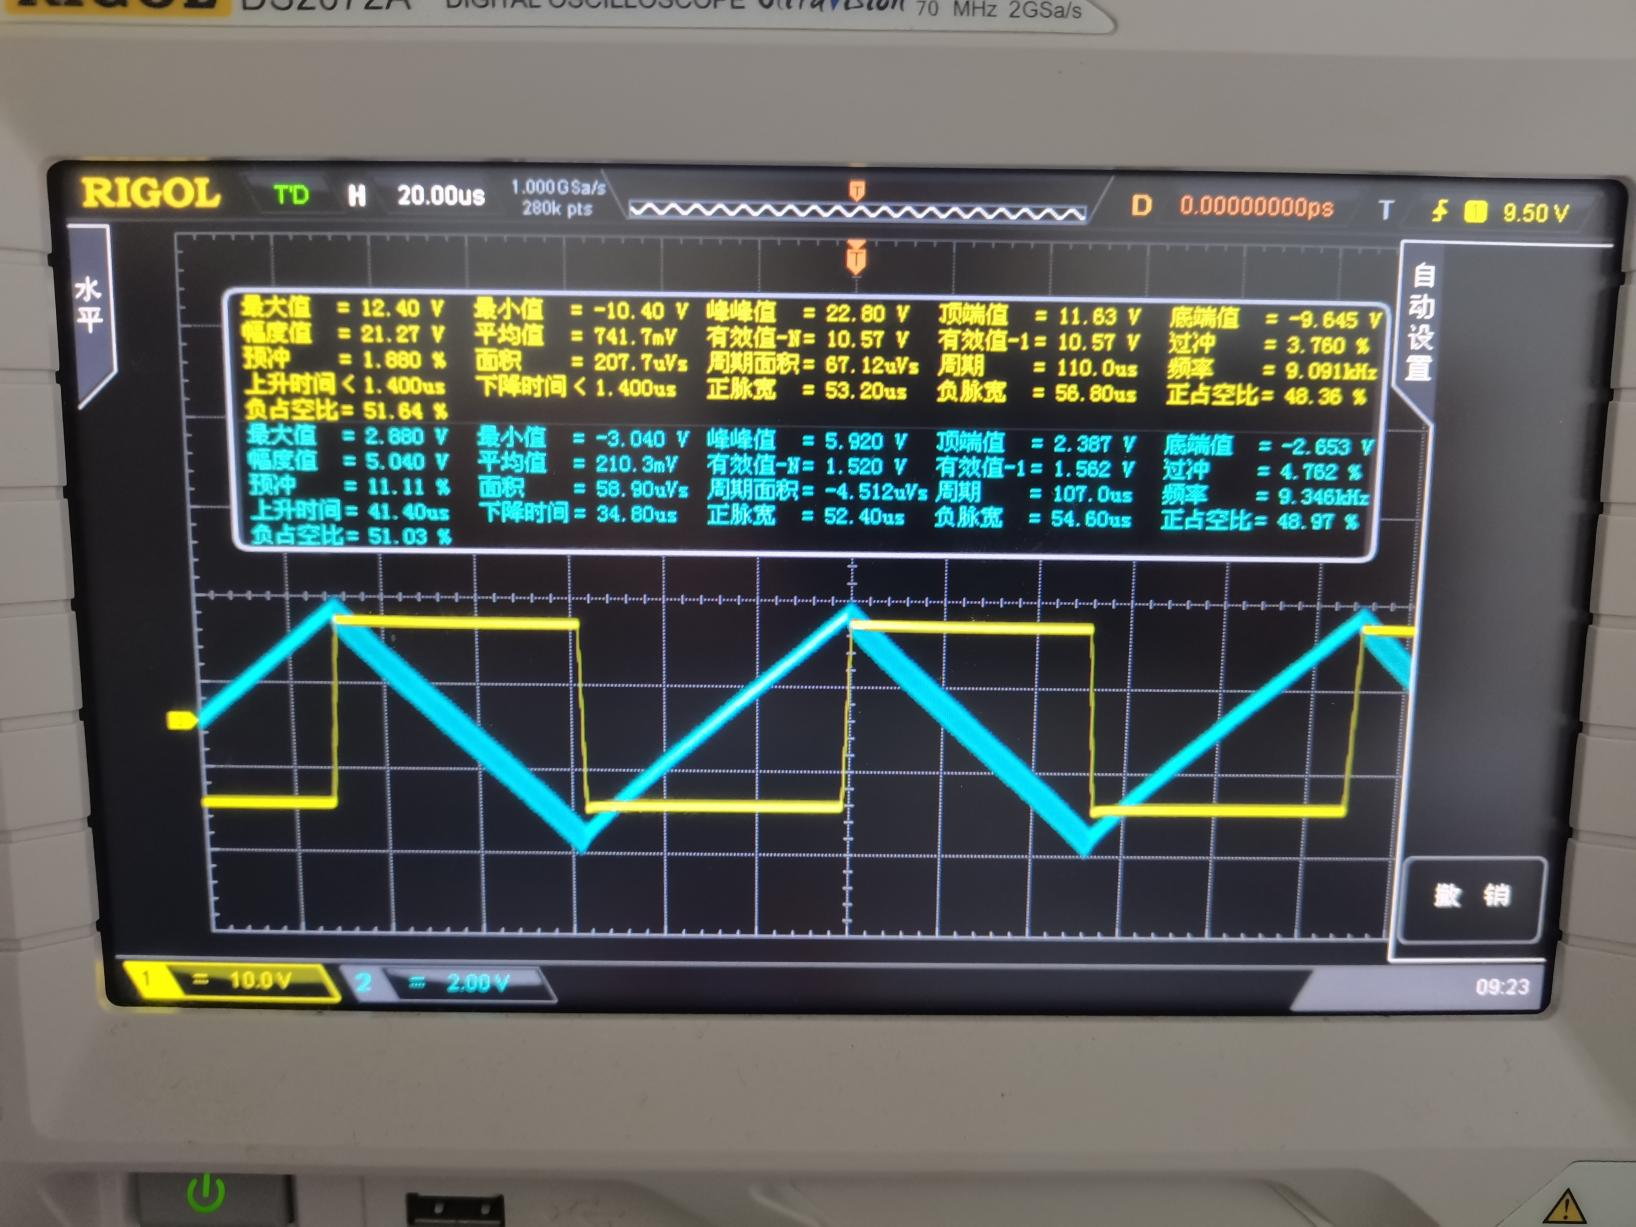 RIGOL DS2072A DIGITAL OSCILLOSCOPE UltraVision 70 MHz 2GSa/s
RIGOL T'D H 20.00us 1.000GSa/s 280k pts T D 0.00000000ps T 1 9.50 V
水平
T
自动设置
最大值 = 12.40 V 最小值 = -10.40 V 峰峰值 = 22.80 V 顶端值 = 11.63 V 底端值 = -9.645 V
幅度值 = 21.27 V 平均值 = 741.7mV 有效值-N= 10.57 V 有效值-1= 10.57 V 过冲 = 3.760 %
预冲 = 1.880 % 面积 = 207.7uVs 周期面积= 67.12uVs 周期 = 110.0us 频率 = 9.091kHz
上升时间< 1.400us 下降时间< 1.400us 正脉宽 = 53.20us 负脉宽 = 56.80us 正占空比= 48.36 %
负占空比= 51.64 %
最大值 = 2.880 V 最小值 = -3.040 V 峰峰值 = 5.920 V 顶端值 = 2.387 V 底端值 = -2.653 V
幅度值 = 5.040 V 平均值 = 210.3mV 有效值-N= 1.520 V 有效值-1= 1.562 V 过冲 = 4.762 %
预冲 = 11.11 % 面积 = 58.90uVs 周期面积= -4.512uVs 周期 = 107.0us 频率 = 9.346kHz
上升时间= 41.40us 下降时间= 34.80us 正脉宽 = 52.40us 负脉宽 = 54.60us 正占空比= 48.97 %
负占空比= 51.03 %
撤 销
1 = 10.0V 2 = 2.00V 09:23